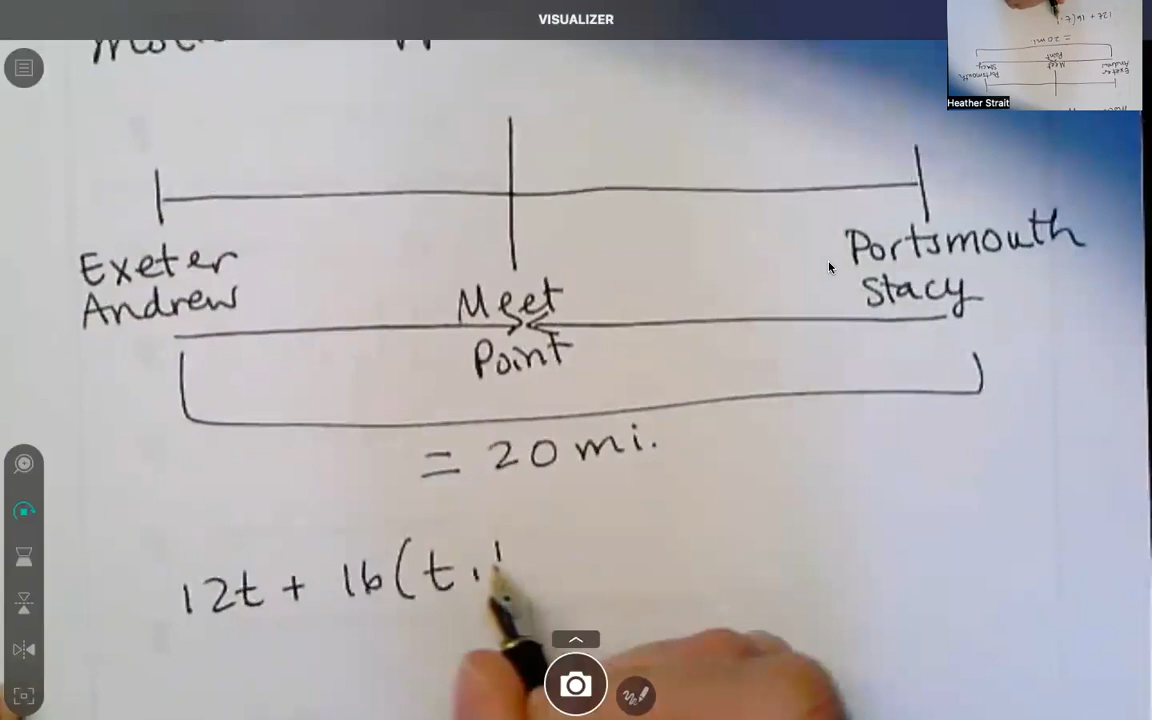 VISUALIZER
Exeter
Andrew
Meet
Point
Portsmouth
Stacy
= 20 mi.
12t + 16(t
Heather Strait